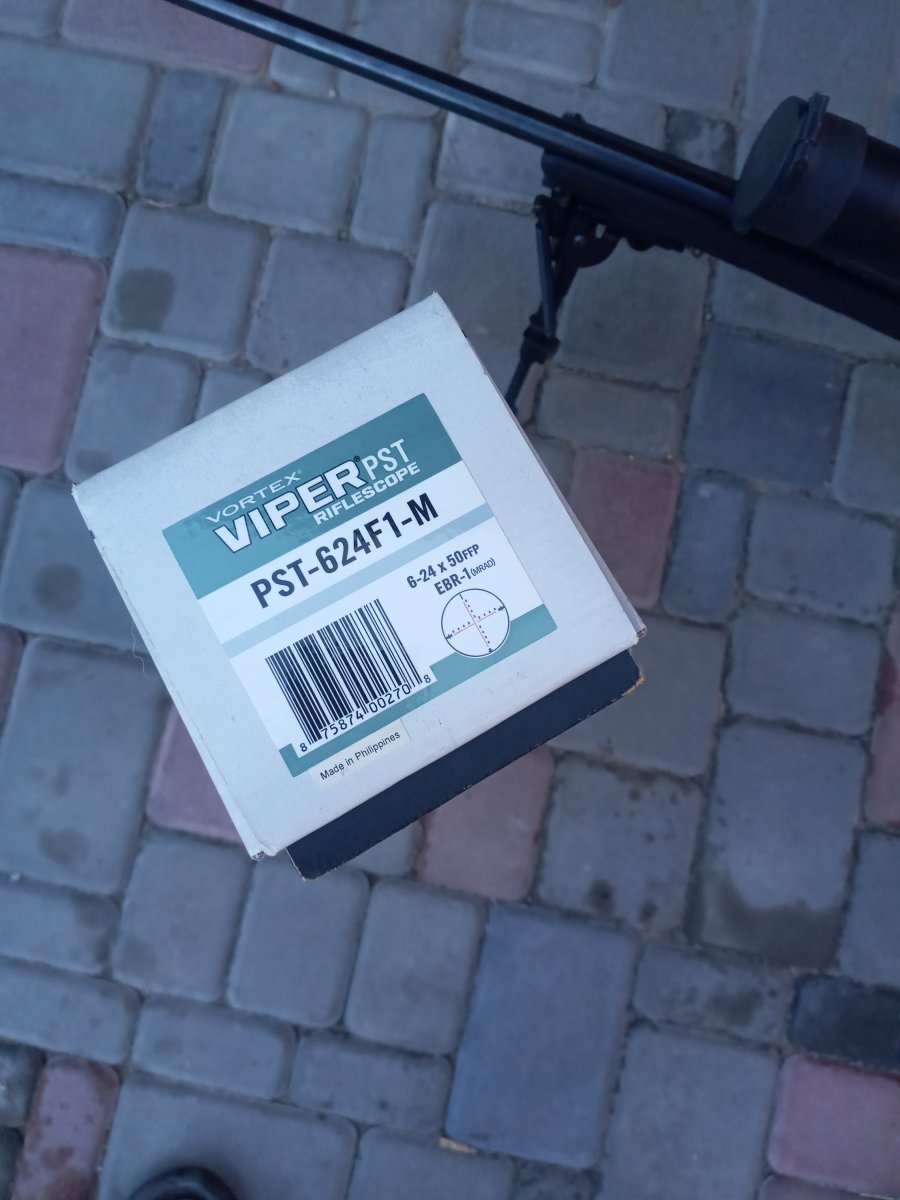 VORTEX®
VIPER® PST
RIFLESCOPE
PST-624F1-M
6-24 x 50FFP
EBR-1(MRAD)
8 75874 00270 8
Made in Philippines